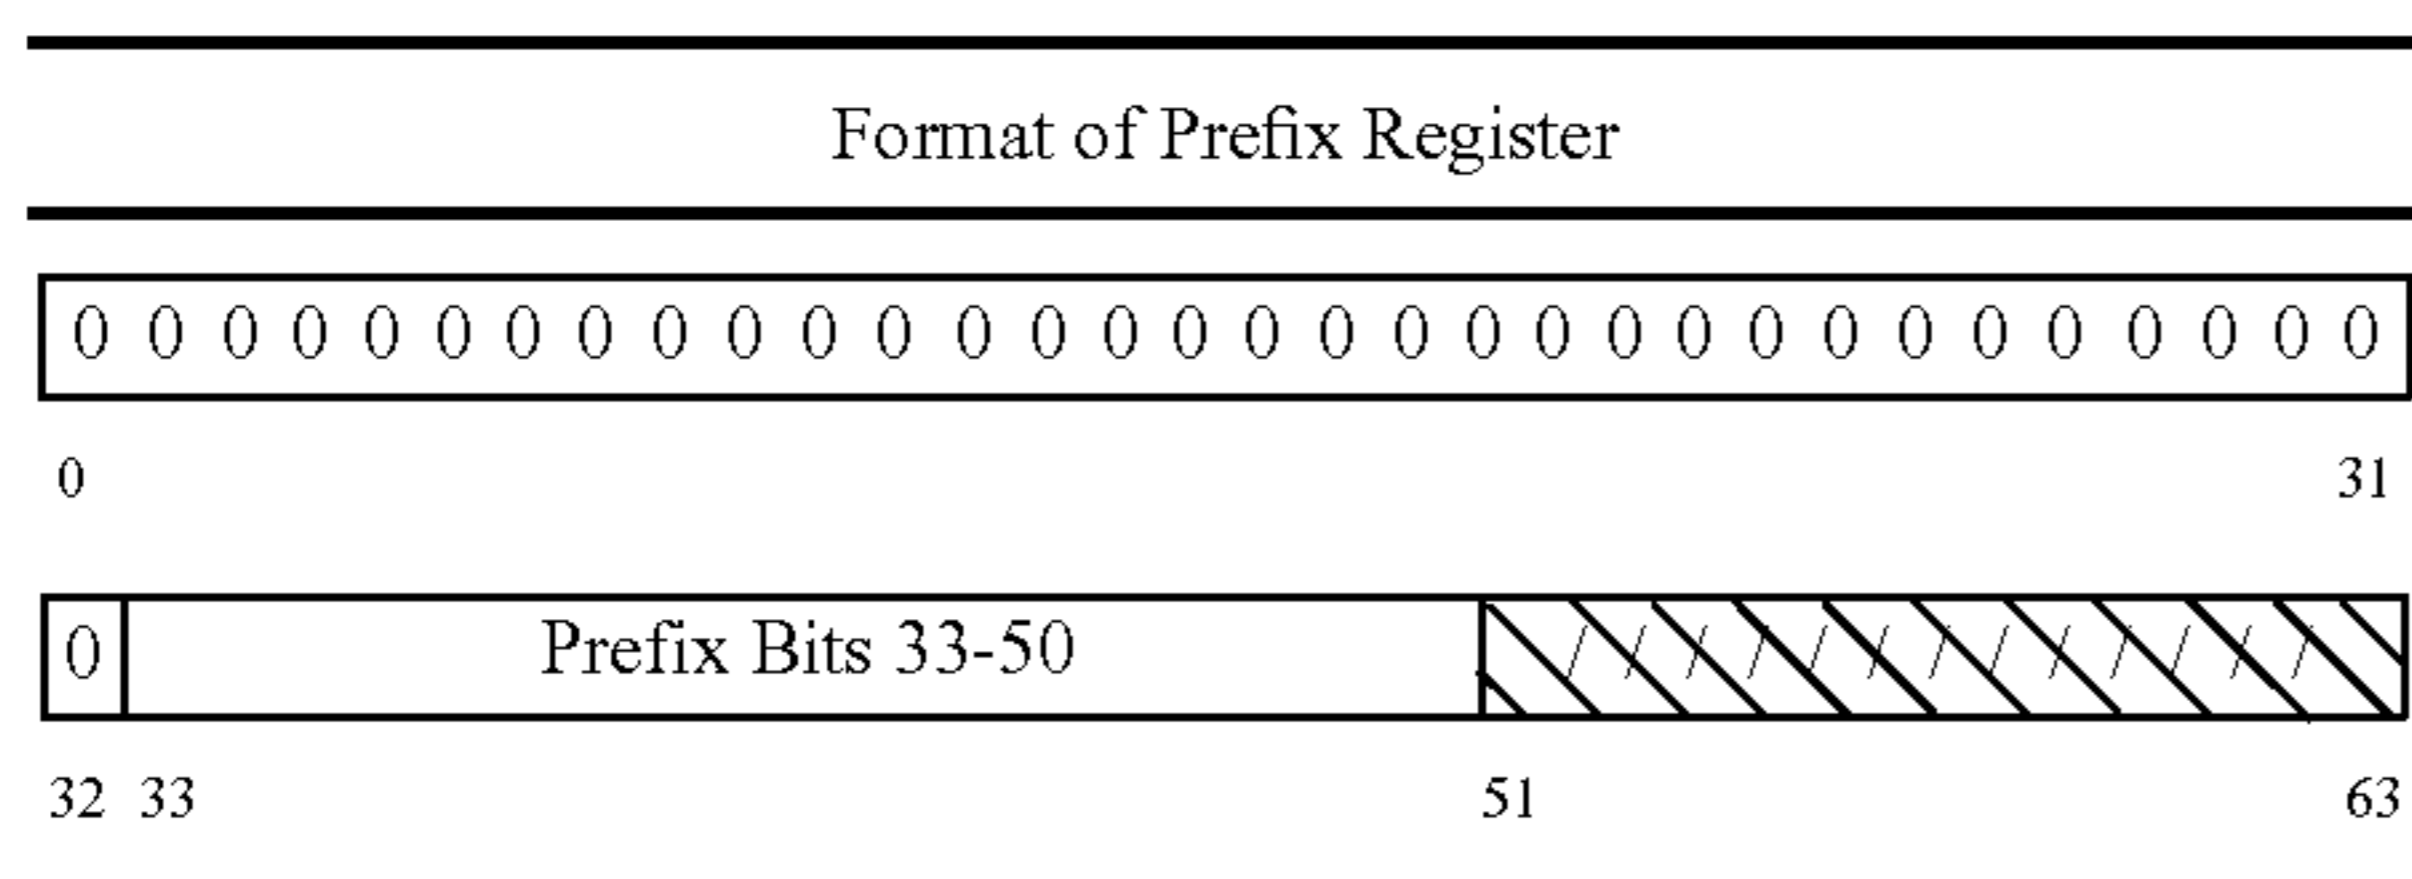 Format of Prefix Register
0 0 0 0 0 0 0 0 0 0 0 0 0 0 0 0 0 0 0 0 0 0 0 0 0 0 0 0 0 0 0 0
0 31
0 Prefix Bits 33-50 / / / / / / / / / / / / /
32 33 51 63